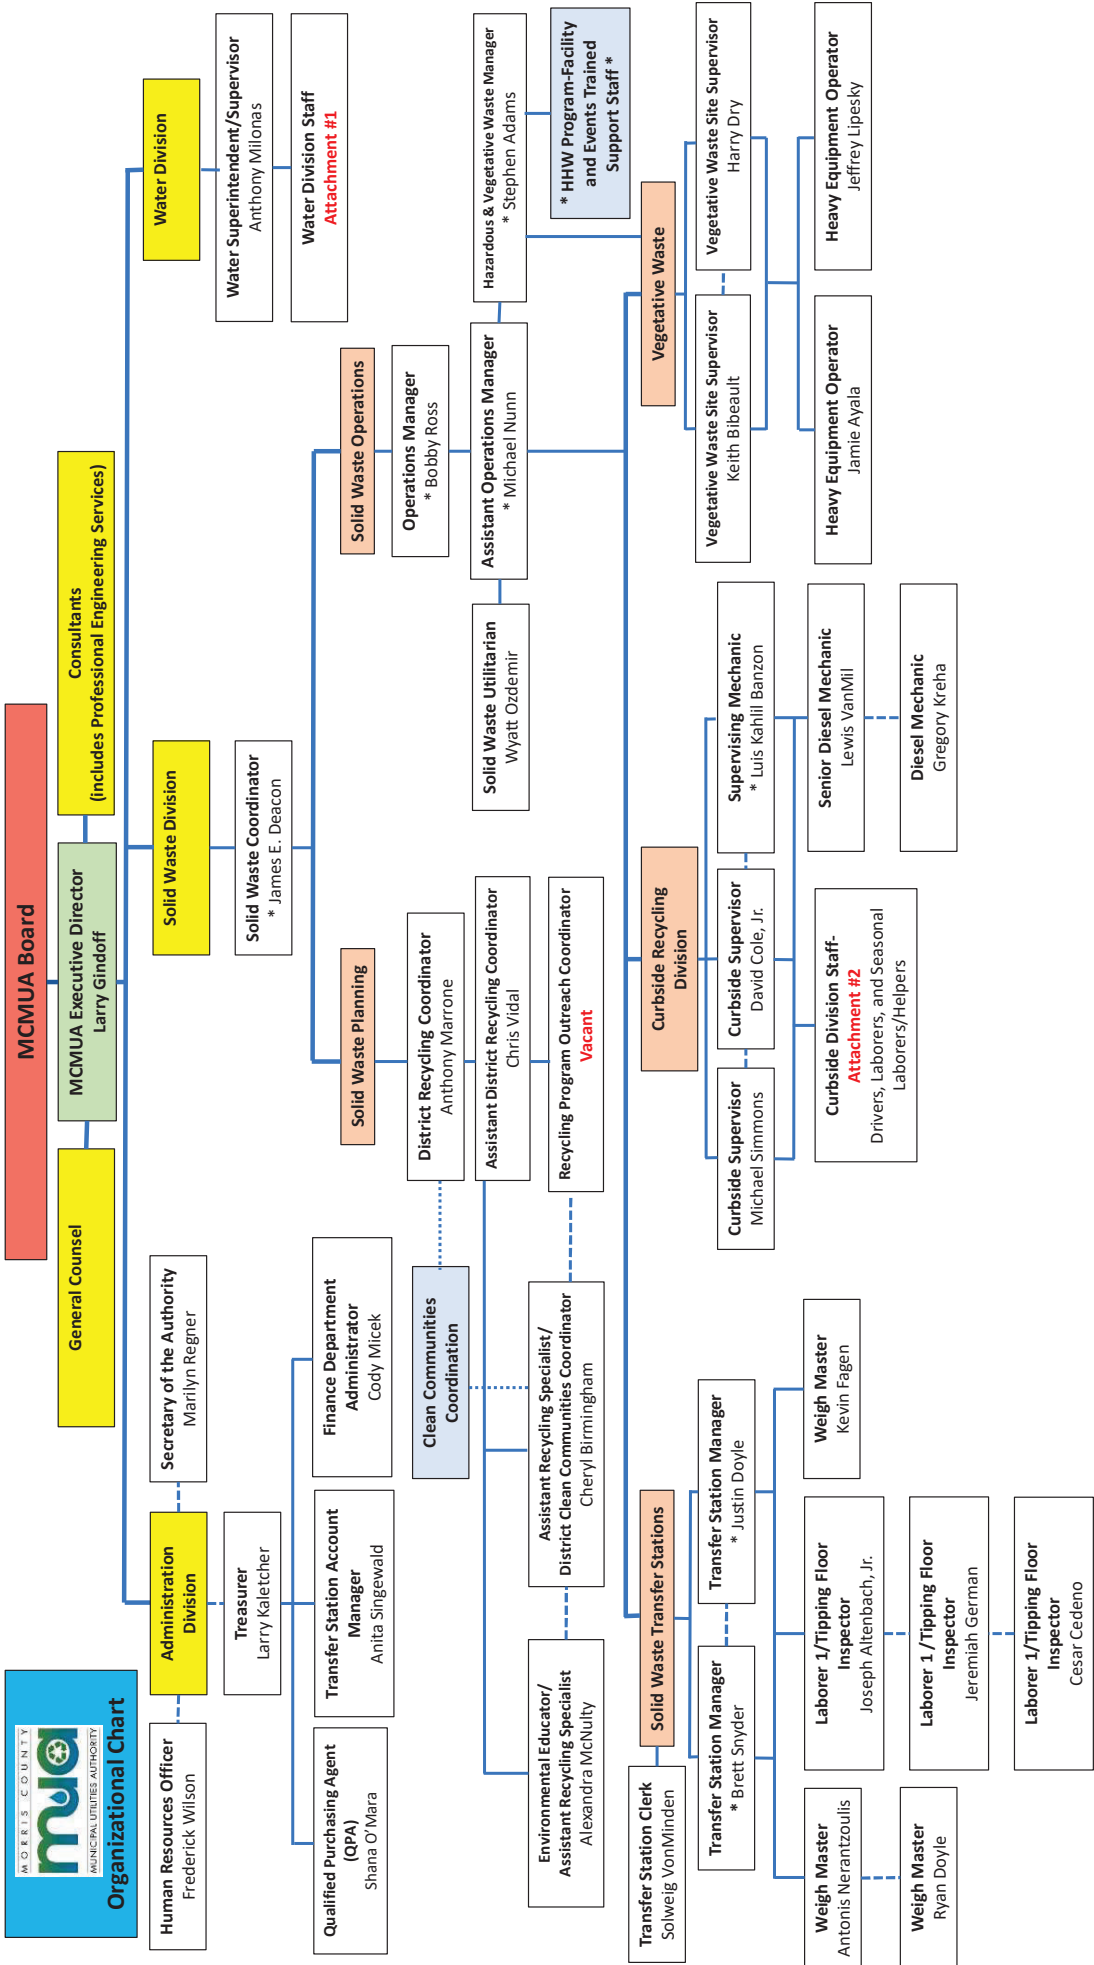 MORRIS COUNTY
mua
MUNICIPAL UTILITIES AUTHORITY
Organizational Chart
MCMUA Board
General Counsel
MCMUA Executive Director
Larry Gindoff
Consultants
(includes Professional Engineering Services)
Human Resources Officer
Frederick Wilson
Administration
Division
Secretary of the Authority
Marilyn Regner
Solid Waste Division
Water Division
Treasurer
Larry Kaletcher
Solid Waste Coordinator
* James E. Deacon
Water Superintendent/Supervisor
Anthony Milonas
Water Division Staff
Attachment #1
Qualified Purchasing Agent
(QPA)
Shana O’Mara
Transfer Station Account
Manager
Anita Singewald
Finance Department
Administrator
Cody Micek
Solid Waste Planning
Solid Waste Operations
District Recycling Coordinator
Anthony Marrone
Operations Manager
* Bobby Ross
Clean Communities
Coordination
Assistant District Recycling Coordinator
Chris Vidal
Solid Waste Utilitarian
Wyatt Ozdemir
Assistant Operations Manager
* Michael Nunn
Hazardous & Vegetative Waste Manager
* Stephen Adams
Environmental Educator/
Assistant Recycling Specialist
Alexandra McNulty
Assistant Recycling Specialist/
District Clean Communities Coordinator
Cheryl Birmingham
Recycling Program Outreach Coordinator
Vacant
* HHW Program-Facility
and Events Trained
Support Staff *
Transfer Station Clerk
Solweig VonMinden
Solid Waste Transfer Stations
Curbside Recycling
Division
Vegetative Waste
Transfer Station Manager
* Brett Snyder
Transfer Station Manager
* Justin Doyle
Curbside Supervisor
Michael Simmons
Curbside Supervisor
David Cole, Jr.
Supervising Mechanic
* Luis Kahlil Banzon
Vegetative Waste Site Supervisor
Keith Bibeault
Vegetative Waste Site Supervisor
Harry Dry
Weigh Master
Antonis Nerantzoulis
Laborer 1/Tipping Floor
Inspector
Joseph Altenbach, Jr.
Weigh Master
Kevin Fagen
Curbside Division Staff-
Attachment #2
Drivers, Laborers, and Seasonal
Laborers/Helpers
Senior Diesel Mechanic
Lewis VanMil
Heavy Equipment Operator
Jamie Ayala
Heavy Equipment Operator
Jeffrey Lipesky
Weigh Master
Ryan Doyle
Laborer 1 /Tipping Floor
Inspector
Jeremiah German
Diesel Mechanic
Gregory Kreha
Laborer 1/Tipping Floor
Inspector
Cesar Cedeno